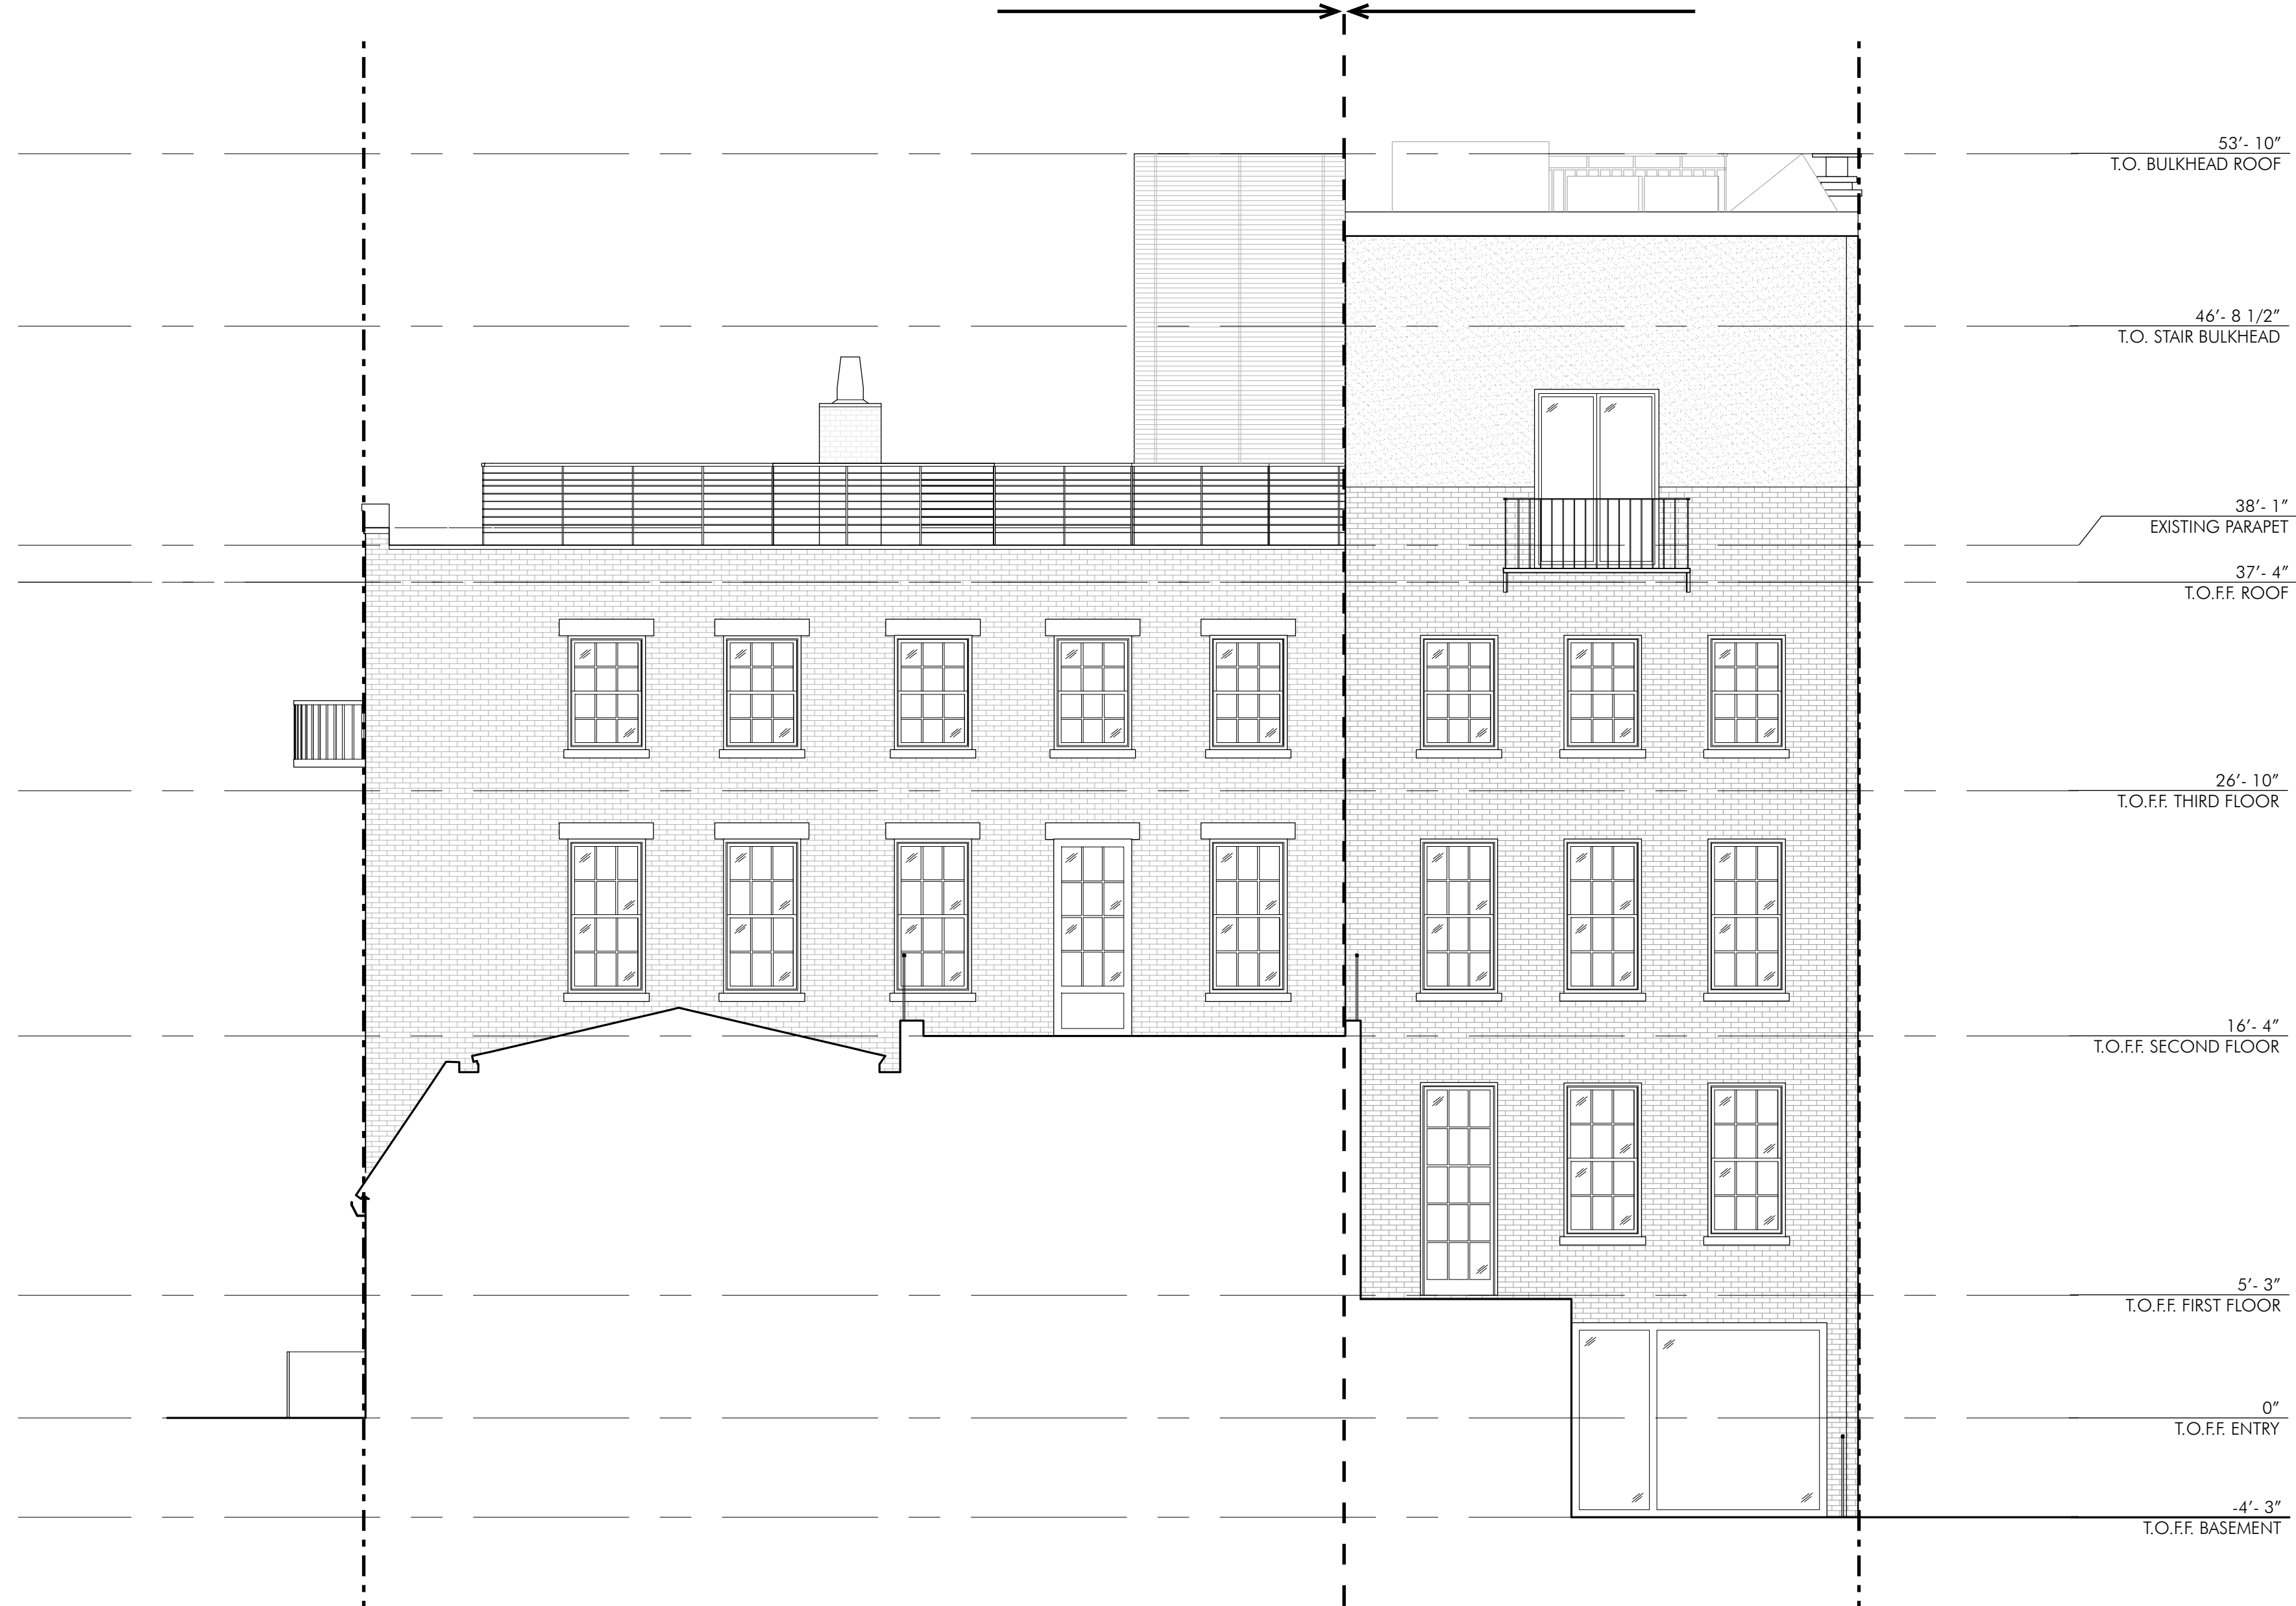 53’- 10”
T.O. BULKHEAD ROOF
46’- 8 1/2”
T.O. STAIR BULKHEAD
38’- 1”
EXISTING PARAPET
37’- 4”
T.O.F.F. ROOF
26’- 10”
T.O.F.F. THIRD FLOOR
16’- 4”
T.O.F.F. SECOND FLOOR
5’- 3”
T.O.F.F. FIRST FLOOR
0”
T.O.F.F. ENTRY
-4’- 3”
T.O.F.F. BASEMENT